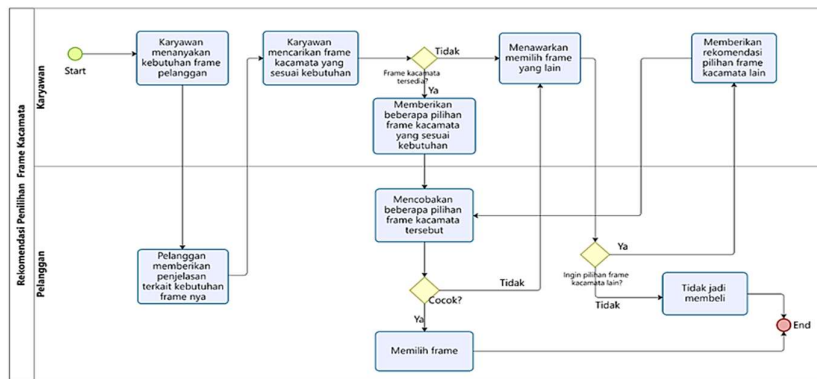 Rekomendasi Penilihan Frame Kacamata
Karyawan
Start
Karyawan
menanyakan
kebutuhan frame
pelanggan
Karyawan
mencarikan frame
kacamata yang
sesuai kebutuhan
Frame kacamata
tersedia?
Tidak
Ya
Menawarkan
memilih frame
yang lain
Memberikan
rekomendasi
pilihan frame
kacamata lain
Memberikan
beberapa pilihan
frame kacamata
yang sesuai
kebutuhan
Pelanggan
Pelanggan
memberikan
penjelasan
terkait kebutuhan
frame nya
Mencobakan
beberapa pilihan
frame kacamata
tersebut
Cocok?
Tidak
Ya
Memilih frame
Ingin pilihan frame
kacamata lain?
Ya
Tidak
Tidak jadi
membeli
End